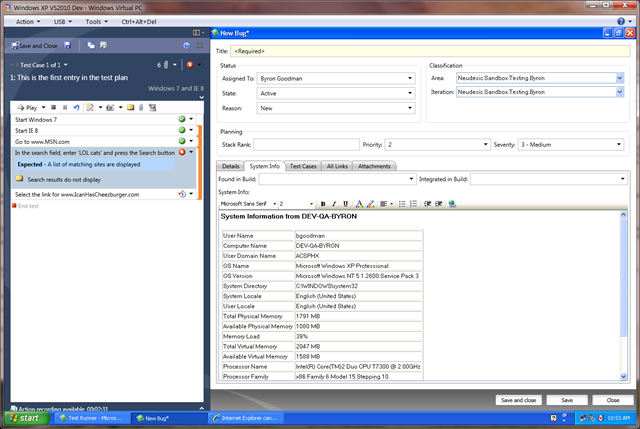 Windows XP VS2010 Dev - Windows Virtual PC
Action USB Tools Ctrl+Alt+Del
Save and Close
Test Case 1 of 1 6
1: This is the first entry in the test plan
Windows 7 and IE 8
Play
Start Windows 7
Start IE 8
Go to www.MSN.com
In the search field, enter 'LOL cats' and press the Search button
Expected - A list of matching sites are displayed
Search results do not display
Select the link for www.IcanHasCheezburger.com
End test
Action recording available 00:02:31
New Bug*
Title: <Required>
Status
Assigned To: Byron Goodman
State: Active
Reason: New
Classification
Area: Neudesic.Sandbox.Testing.Byron
Iteration: Neudesic.Sandbox.Testing.Byron
Planning
Stack Rank: Priority: 2 Severity: 3 - Medium
Details System Info Test Cases All Links Attachments
Found in Build: Integrated in Build:
System Info:
Microsoft Sans Serif 2 B I U
System Information from DEV-QA-BYRON
User Name bgoodman
Computer Name DEV-QA-BYRON
User Domain Name ACSPHX
OS Name Microsoft Windows XP Professional
OS Version Microsoft Windows NT 5.1.2600 Service Pack 3
System Directory C:\WINDOWS\system32
System Locale English (United States)
User Locale English (United States)
Total Physical Memory 1791 MB
Available Physical Memory 1080 MB
Memory Load 39%
Total Virtual Memory 2047 MB
Available Virtual Memory 1588 MB
Processor Name Intel(R) Core(TM)2 Duo CPU T7300 @ 2.00GHz
Processor Family x86 Family 6 Model 15 Stepping 10
Save and close Save Close
start Test Runner - Micros... New Bug* Internet Explorer can... 10:53 AM